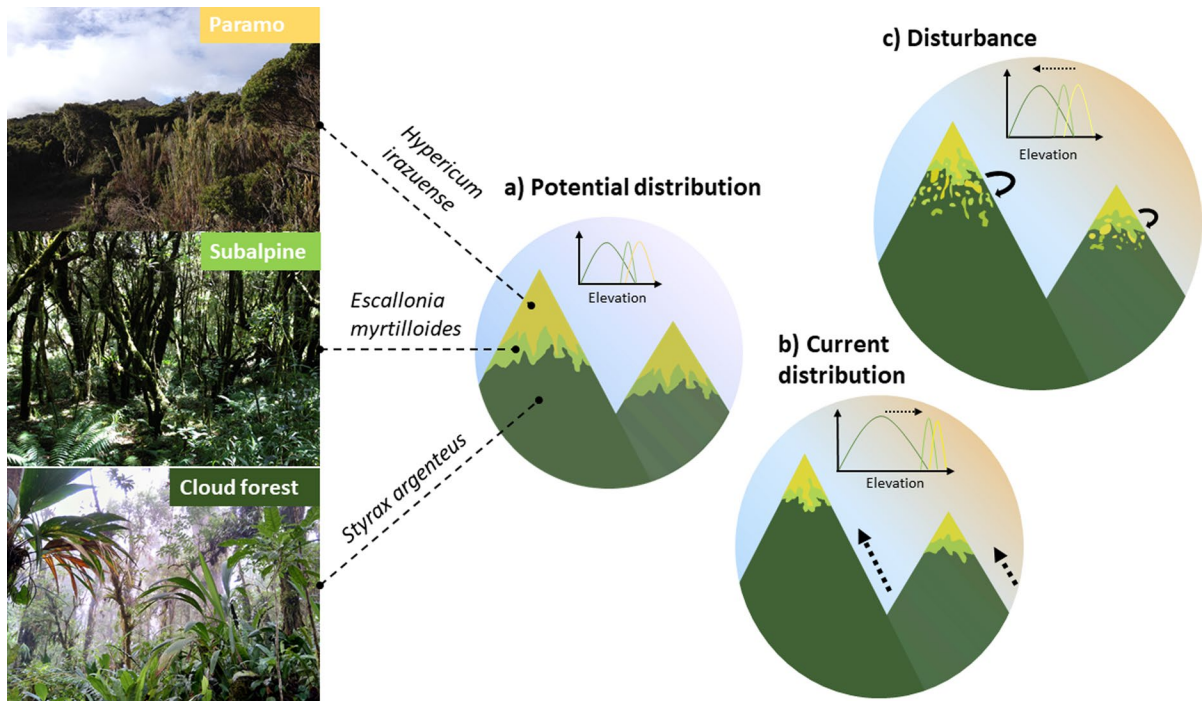 Paramo
Subalpine
Cloud forest
Hypericum
irazuense
Escallonia
myrtilloides
Styrax argenteus
a) Potential distribution
Elevation
c) Disturbance
Elevation
b) Current
distribution
Elevation